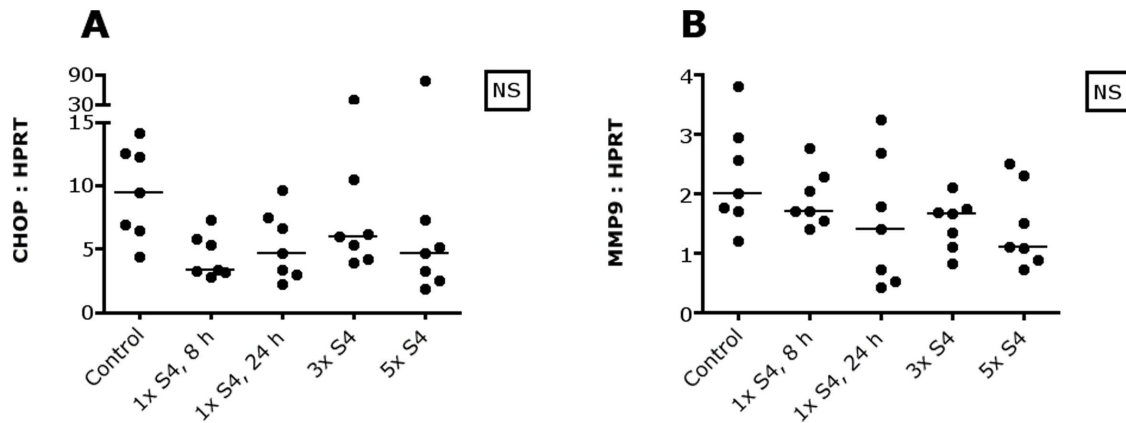 A
CHOP : HPRT
90
30
15
10
5
0
NS
Control
1x S4, 8 h
1x S4, 24 h
3x S4
5x S4
B
MMP9 : HPRT
4
3
2
1
0
NS
Control
1x S4, 8 h
1x S4, 24 h
3x S4
5x S4